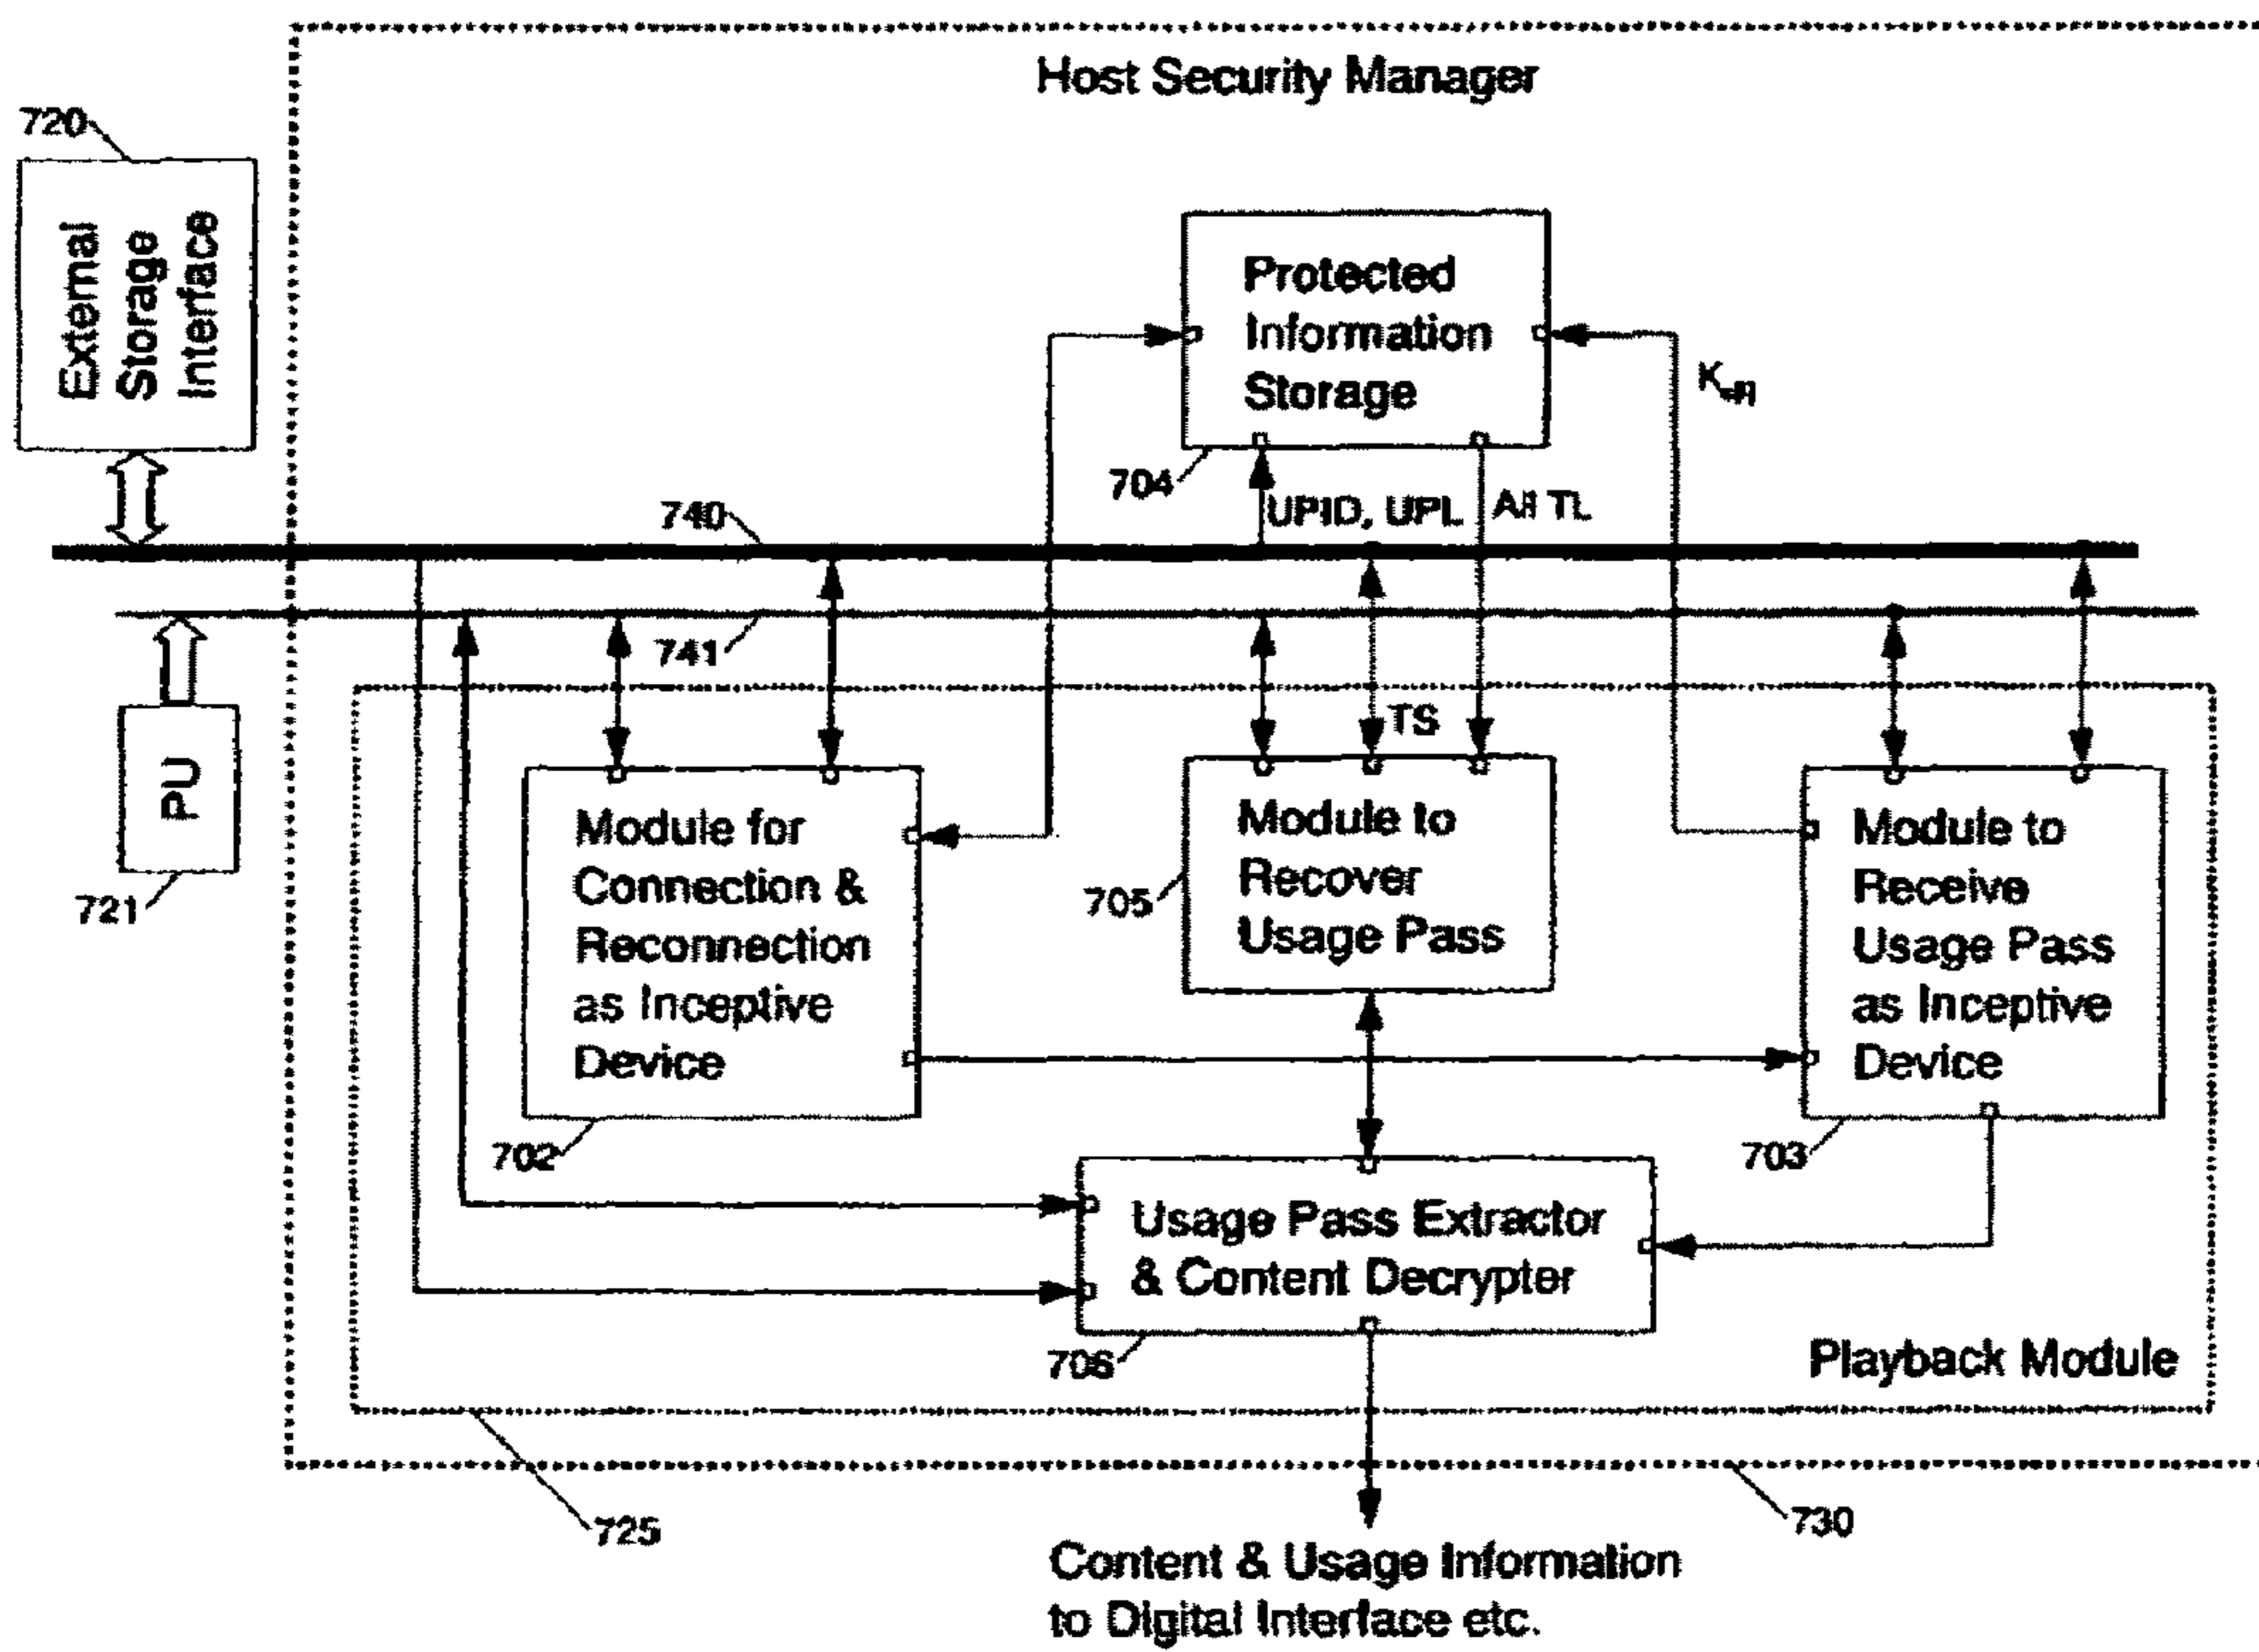 Host Security Manager
720
External
Storage
Interface
Protected
Information
Storage
704
UPID, UPL
All TL
740
741
PU
721
TS
Module for
Connection &
Reconnection
as Inceptive
Device
702
Module to
Recover
Usage Pass
705
Module to
Receive
Usage Pass
as Inceptive
Device
703
Usage Pass Extractor
& Content Decrypter
706
Playback Module
725
730
Content & Usage Information
to Digital Interface etc.